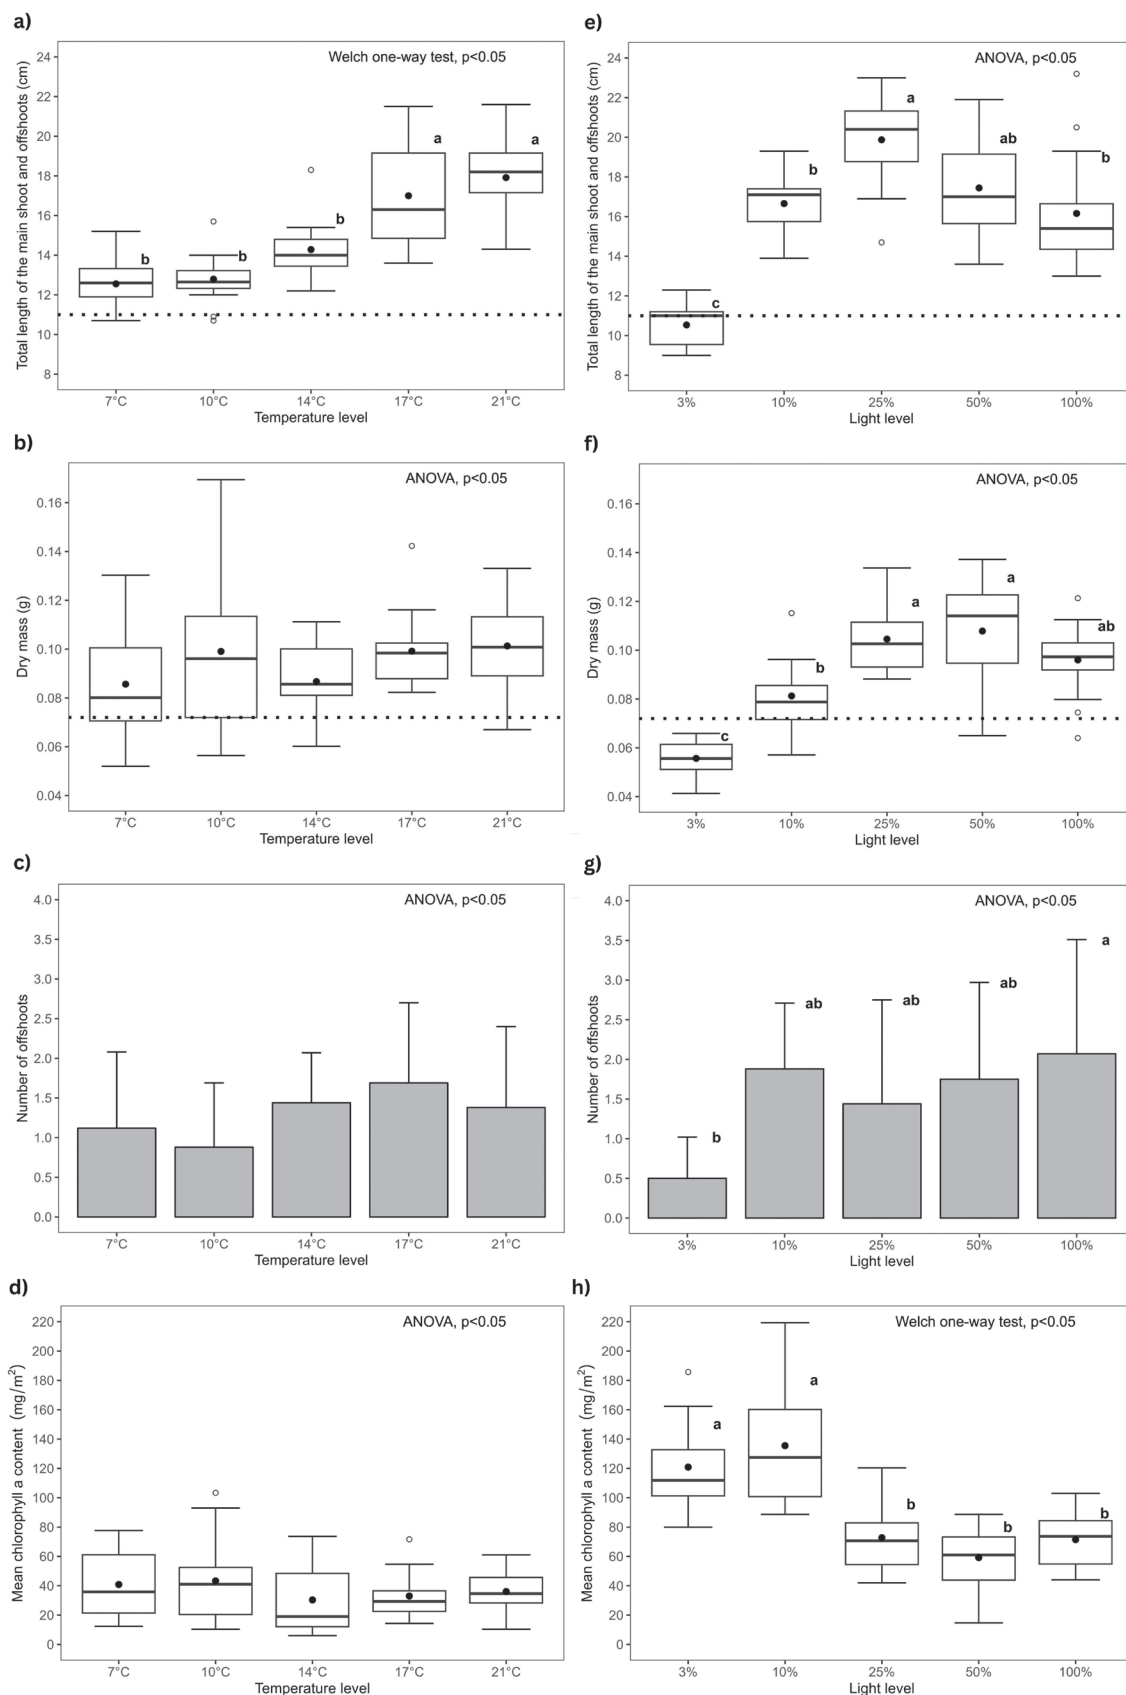 a)
Welch one-way test, p<0.05
Total length of the main shoot and offshoots (cm)
24
22
20
18
16
14
12
10
8
b
b
b
a
a
7°C
10°C
14°C
17°C
21°C
Temperature level
e)
ANOVA, p<0.05
Total length of the main shoot and offshoots (cm)
24
22
20
18
16
14
12
10
8
c
b
a
ab
b
3%
10%
25%
50%
100%
Light level
b)
ANOVA, p<0.05
Dry mass (g)
0.16
0.14
0.12
0.10
0.08
0.06
0.04
7°C
10°C
14°C
17°C
21°C
Temperature level
f)
ANOVA, p<0.05
Dry mass (g)
0.16
0.14
0.12
0.10
0.08
0.06
0.04
c
b
a
a
ab
3%
10%
25%
50%
100%
Light level
c)
ANOVA, p<0.05
Number of offshoots
4.0
3.5
3.0
2.5
2.0
1.5
1.0
0.5
0.0
7°C
10°C
14°C
17°C
21°C
Temperature level
g)
ANOVA, p<0.05
Number of offshoots
4.0
3.5
3.0
2.5
2.0
1.5
1.0
0.5
0.0
b
ab
ab
ab
a
3%
10%
25%
50%
100%
Light level
d)
ANOVA, p<0.05
Mean chlorophyll a content (mg/m²)
220
200
180
160
140
120
100
80
60
40
20
0
7°C
10°C
14°C
17°C
21°C
Temperature level
h)
Welch one-way test, p<0.05
Mean chlorophyll a content (mg/m²)
220
200
180
160
140
120
100
80
60
40
20
0
a
a
b
b
b
3%
10%
25%
50%
100%
Light level